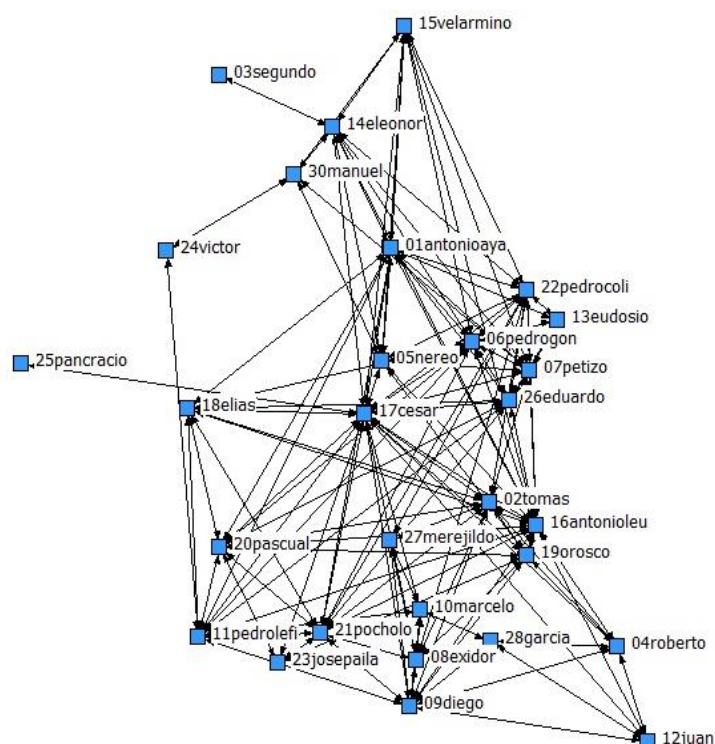 15velarmino
03segundo
14eleonor
30manuel
24victor
01antonioaya
22pedrocoli
13eudosio
06pedrogon
05nereo
07petizo
25pancracio
26eduardo
18elias
17cesar
02tomas
16antonioleu
27merejildo
20pascual
19orosco
10marcelo
11pedrolefi
21pocholo
28garcia
04roberto
23josepaila
08exidor
09diego
12juan